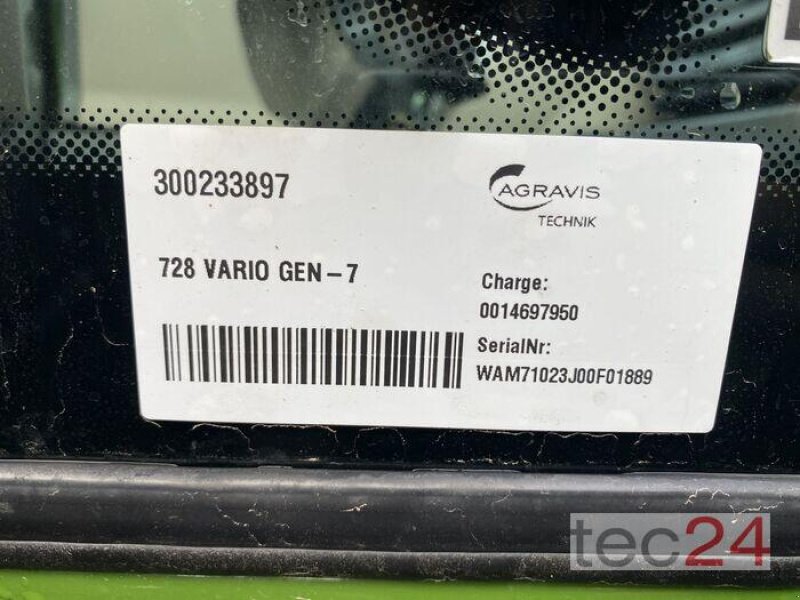 300233897
AGRAVIS
TECHNIK
728 VARIO GEN-7
Charge:
0014697950
SerialNr:
WAM71023J00F01889
tec24